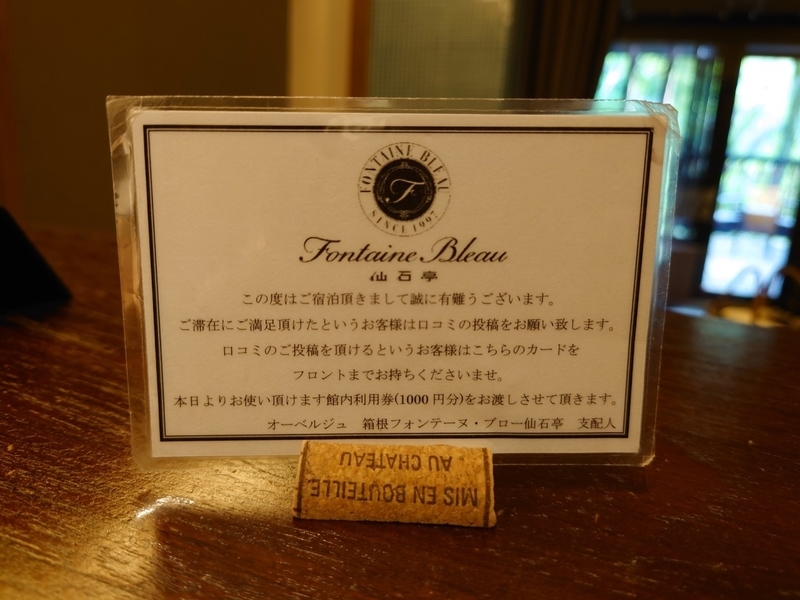 FONTAINE BLEAU
F
SINCE 1997
Fontaine Bleau
仙石亭
この度はご宿泊頂きまして誠に有難うございます。
ご滞在にご満足頂けたというお客様は口コミの投稿をお願い致します。
口コミのご投稿を頂けるというお客様はこちらのカードを
フロントまでお持ちくださいませ。
本日よりお使い頂けます館内利用券(1000 円分)をお渡しさせて頂きます。
オーベルジュ　箱根フォンテーヌ・ブロー仙石亭　支配人
MIS EN BOUTEILLE
AU CHATEAU